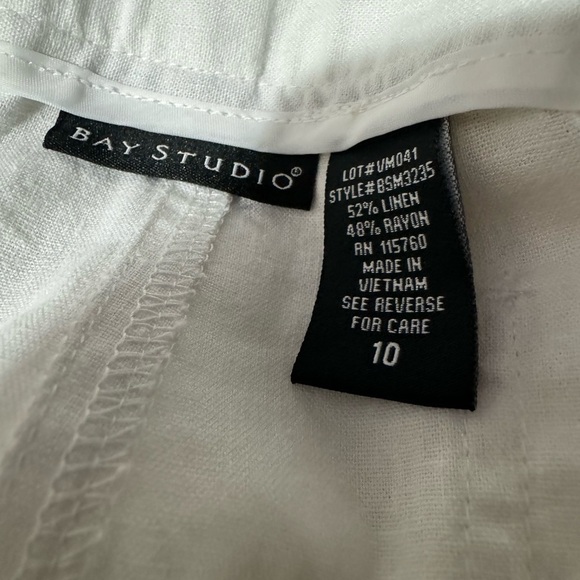 BAY STUDIO®
LOT#VM041
STYLE#BSM3235
52% LINEN
48% RAYON
RN 115760
MADE IN
VIETNAM
SEE REVERSE
FOR CARE
10